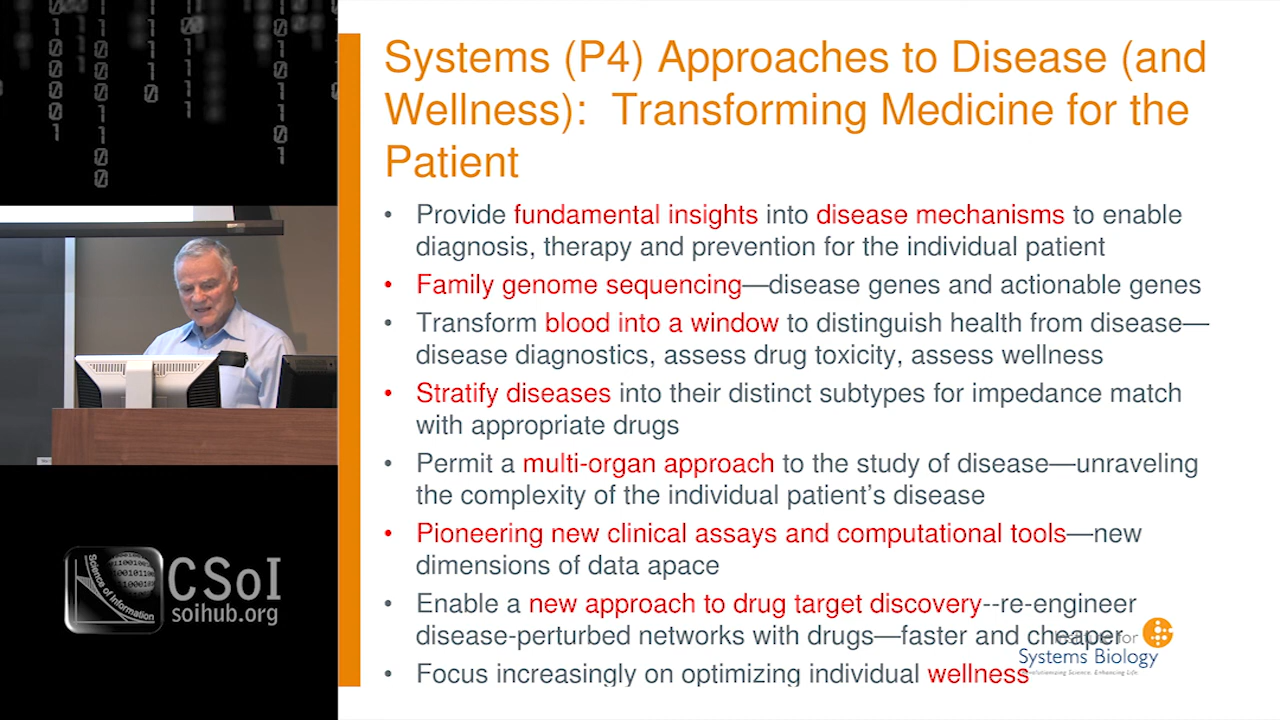 Systems (P4) Approaches to Disease (and
Wellness): Transforming Medicine for the
Patient
• Provide fundamental insights into disease mechanisms to enable
diagnosis, therapy and prevention for the individual patient
• Family genome sequencing—disease genes and actionable genes
• Transform blood into a window to distinguish health from disease—
disease diagnostics, assess drug toxicity, assess wellness
• Stratify diseases into their distinct subtypes for impedance match
with appropriate drugs
• Permit a multi-organ approach to the study of disease—unraveling
the complexity of the individual patient’s disease
• Pioneering new clinical assays and computational tools—new
dimensions of data apace
• Enable a new approach to drug target discovery--re-engineer
disease-perturbed networks with drugs—faster and cheaper
• Focus increasingly on optimizing individual wellness
Institute for
Systems Biology
Revolutionizing Science. Enhancing Life.
Science of Information
CSoI
soihub.org